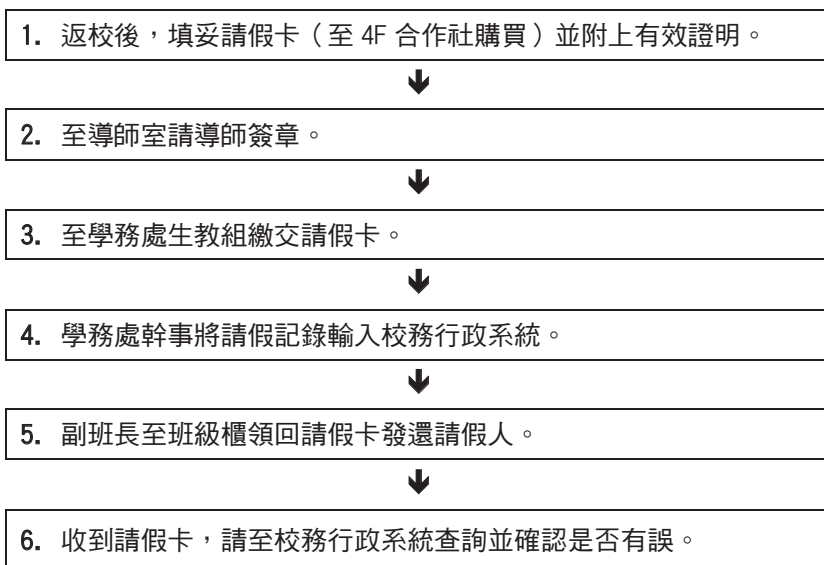 1. 返校後，填妥請假卡（至 4F 合作社購買）並附上有效證明。
2. 至導師室請導師簽章。
3. 至學務處生教組繳交請假卡。
4. 學務處幹事將請假記錄輸入校務行政系統。
5. 副班長至班級櫃領回請假卡發還請假人。
6. 收到請假卡，請至校務行政系統查詢並確認是否有誤。